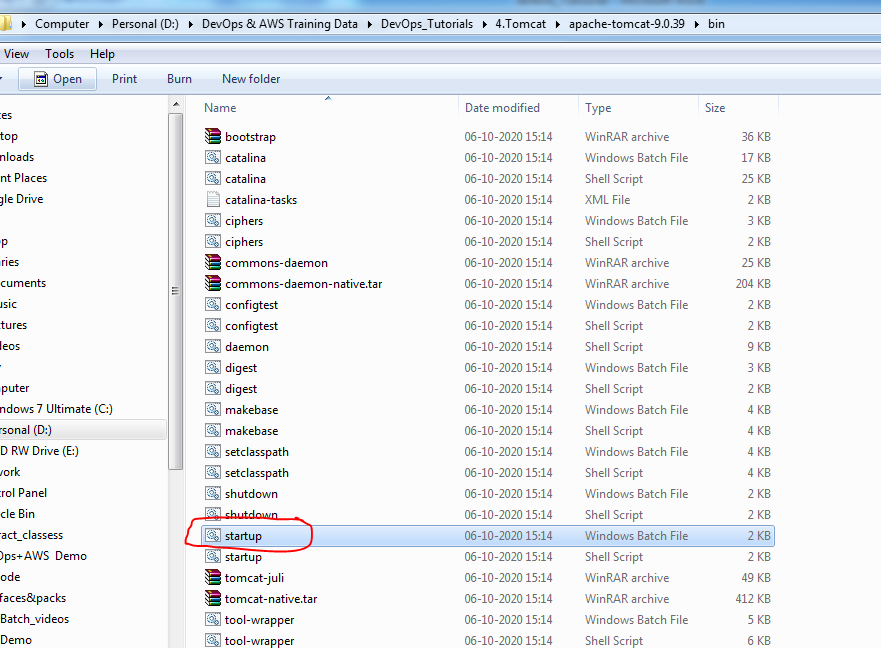 Computer Personal (D:) DevOps & AWS Training Data DevOps_Tutorials 4.Tomcat apache-tomcat-9.0.39 bin
View Tools Help
Open Print Burn New folder
Name Date modified Type Size
bootstrap 06-10-2020 15:14 WinRAR archive 36 KB
catalina 06-10-2020 15:14 Windows Batch File 17 KB
catalina 06-10-2020 15:14 Shell Script 25 KB
catalina-tasks 06-10-2020 15:14 XML File 2 KB
ciphers 06-10-2020 15:14 Windows Batch File 3 KB
ciphers 06-10-2020 15:14 Shell Script 2 KB
commons-daemon 06-10-2020 15:14 WinRAR archive 25 KB
commons-daemon-native.tar 06-10-2020 15:14 WinRAR archive 204 KB
configtest 06-10-2020 15:14 Windows Batch File 2 KB
configtest 06-10-2020 15:14 Shell Script 2 KB
daemon 06-10-2020 15:14 Shell Script 9 KB
digest 06-10-2020 15:14 Windows Batch File 3 KB
digest 06-10-2020 15:14 Shell Script 2 KB
makebase 06-10-2020 15:14 Windows Batch File 4 KB
makebase 06-10-2020 15:14 Shell Script 4 KB
setclasspath 06-10-2020 15:14 Windows Batch File 4 KB
setclasspath 06-10-2020 15:14 Shell Script 4 KB
shutdown 06-10-2020 15:14 Windows Batch File 2 KB
shutdown 06-10-2020 15:14 Shell Script 2 KB
startup 06-10-2020 15:14 Windows Batch File 2 KB
startup 06-10-2020 15:14 Shell Script 2 KB
tomcat-juli 06-10-2020 15:14 WinRAR archive 49 KB
tomcat-native.tar 06-10-2020 15:14 WinRAR archive 412 KB
tool-wrapper 06-10-2020 15:14 Windows Batch File 5 KB
tool-wrapper 06-10-2020 15:14 Shell Script 6 KB
es
top
nloads
nt Places
gle Drive
p
ries
cuments
usic
tures
eos
puter
ndows 7 Ultimate (C:)
rsonal (D:)
D RW Drive (E:)
work
rol Panel
cle Bin
ract_classess
Ops+AWS Demo
ode
faces&packs
Batch_videos
Demo